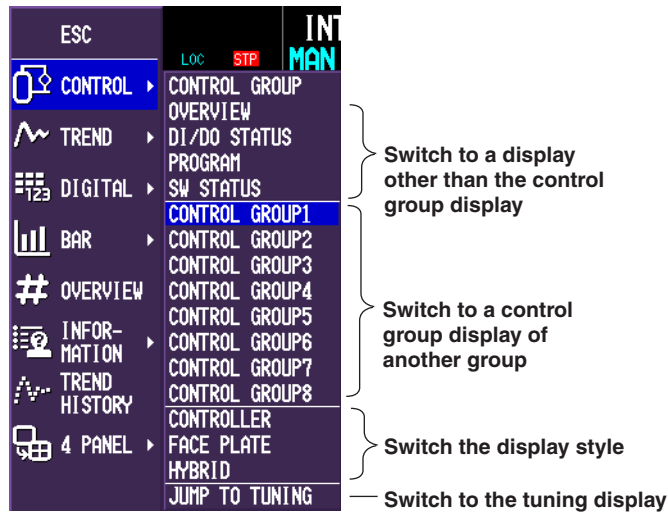 ESC
CONTROL
TREND
DIGITAL
123
BAR
OVERVIEW
INFOR-
MATION
TREND
HISTORY
4 PANEL
LOC STP
MAN
CONTROL GROUP
OVERVIEW
DI/DO STATUS
PROGRAM
SW STATUS
CONTROL GROUP1
CONTROL GROUP2
CONTROL GROUP3
CONTROL GROUP4
CONTROL GROUP5
CONTROL GROUP6
CONTROL GROUP7
CONTROL GROUP8
CONTROLLER
FACE PLATE
HYBRID
JUMP TO TUNING
Switch to a display
other than the control
group display
Switch to a control
group display of
another group
Switch the display style
Switch to the tuning display